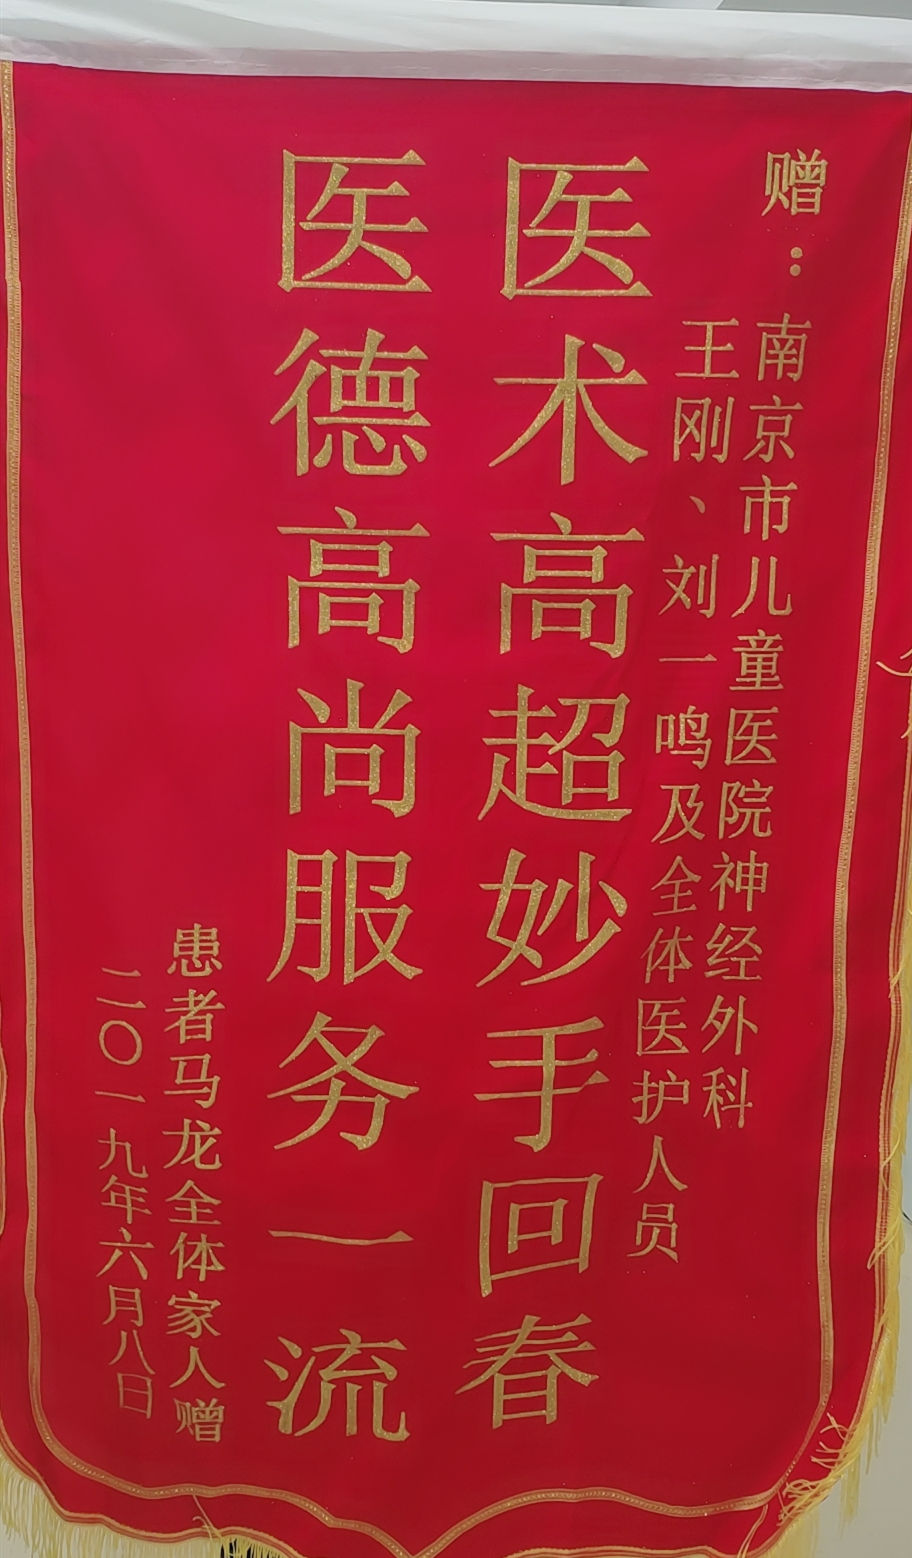 赠：
南京市儿童医院神经外科
王刚、刘一鸣及全体医护人员
医术高超妙手回春
医德高尚服务一流
患者马龙全体家人赠
二〇一九年六月八日